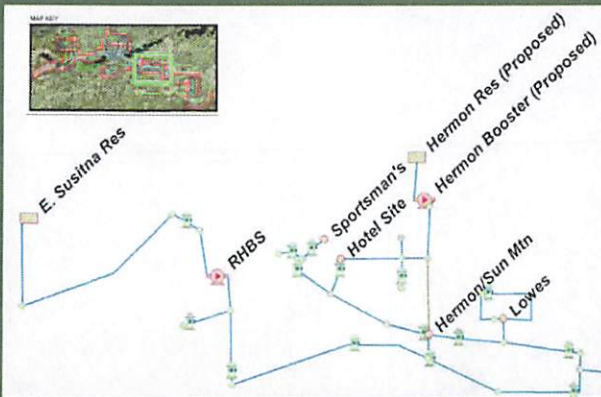 MAP KEY
E. Susitna Res
RHBS
Sportsman's
Hotel Site
Hermon Res (Proposed)
Hermon Booster (Proposed)
Hermon/Sun Mtn
Lowes